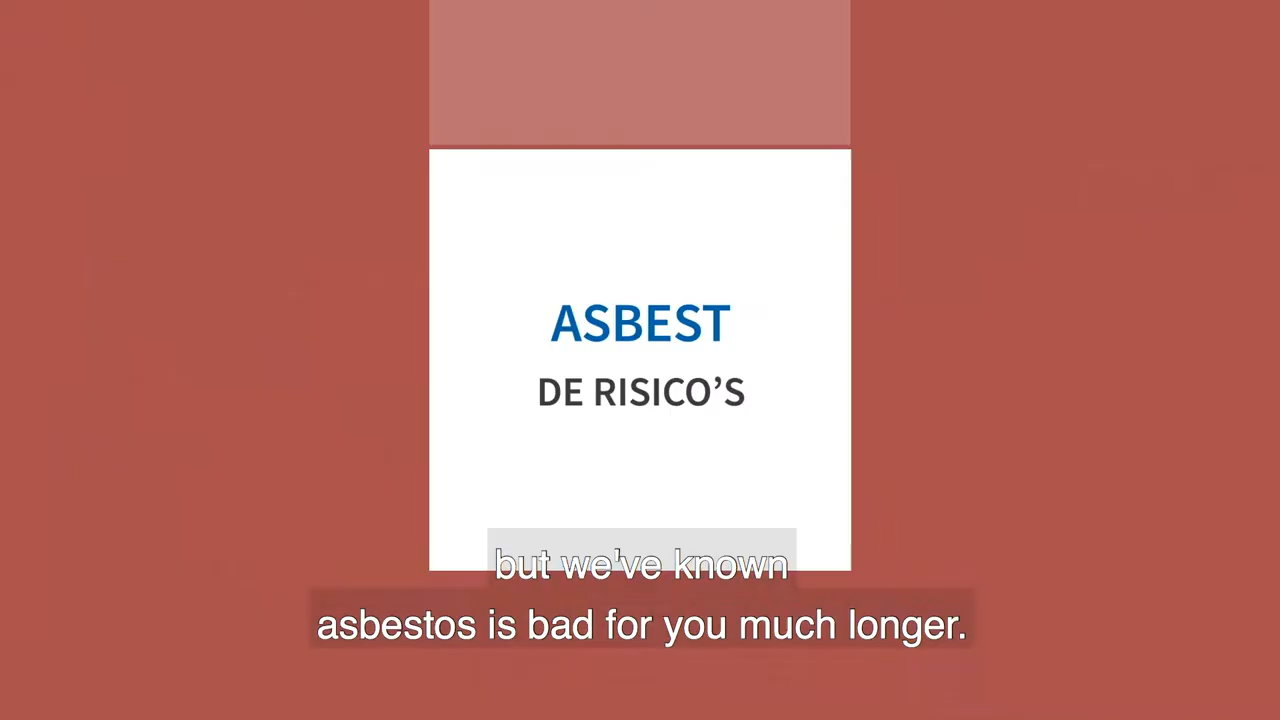 ASBEST
DE RISICO’S
but we've known
asbestos is bad for you much longer.